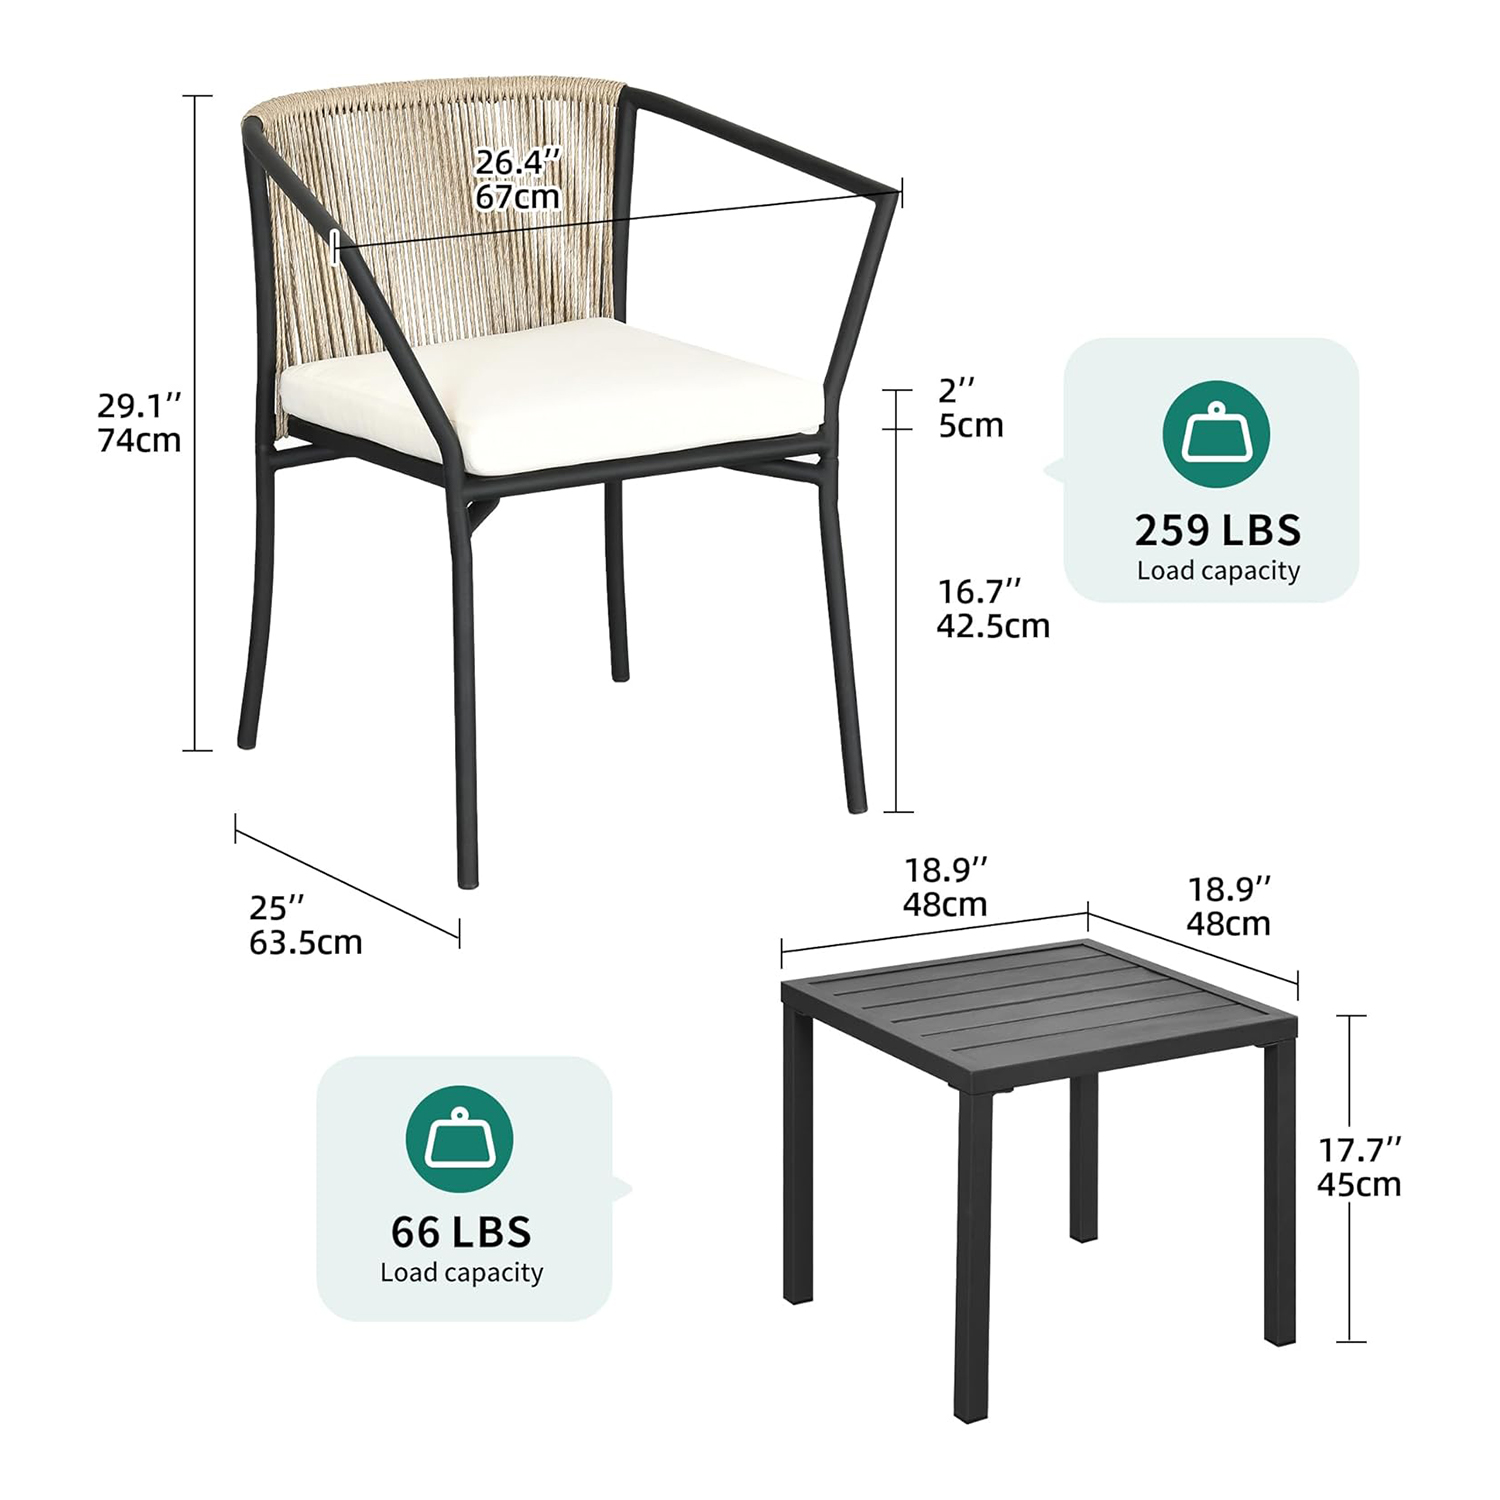 26.4’’
67cm
29.1’’
74cm
2’’
5cm
259 LBS
Load capacity
16.7’’
42.5cm
25’’
63.5cm
18.9’’
48cm
18.9’’
48cm
17.7’’
45cm
66 LBS
Load capacity